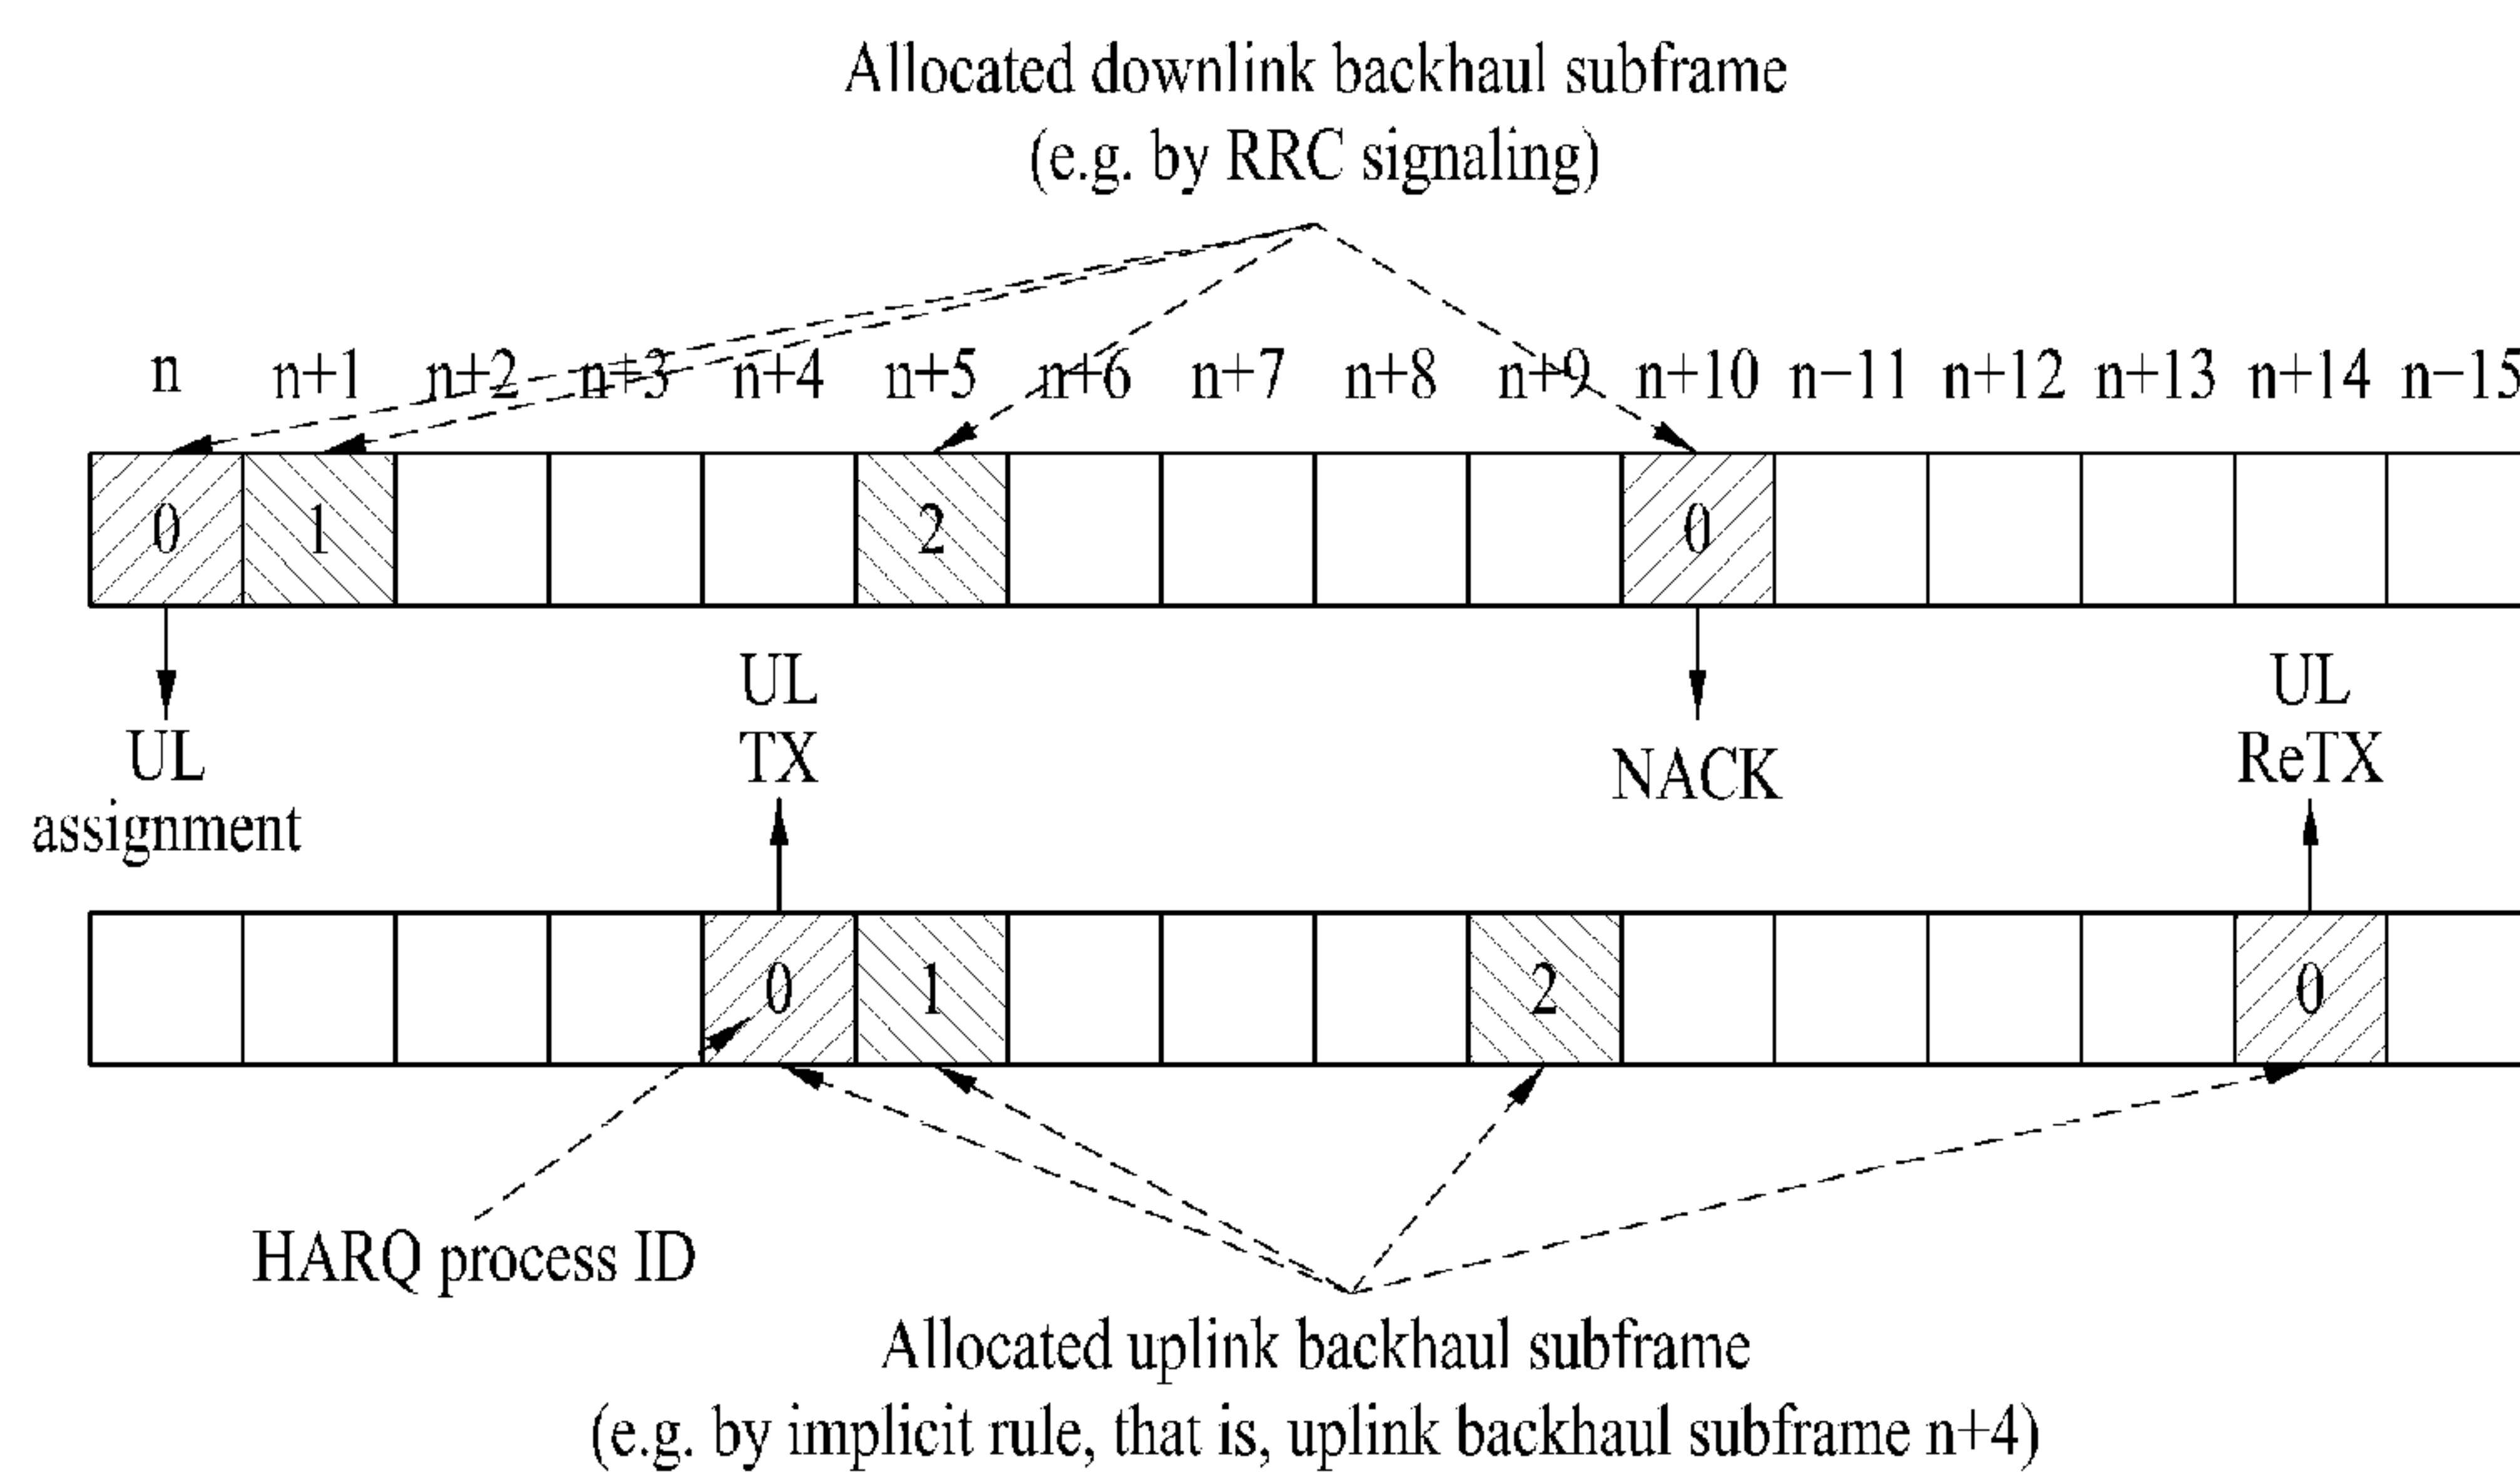 Allocated downlink backhaul subframe
(e.g. by RRC signaling)
n n+1 n+2 n+3 n+4 n+5 n+6 n+7 n+8 n+9 n+10 n−11 n+12 n+13 n+14 n−15
0 1 2 0
UL
assignment
UL
TX
NACK
UL
ReTX
0 1 2 0
HARQ process ID
Allocated uplink backhaul subframe
(e.g. by implicit rule, that is, uplink backhaul subframe n+4)